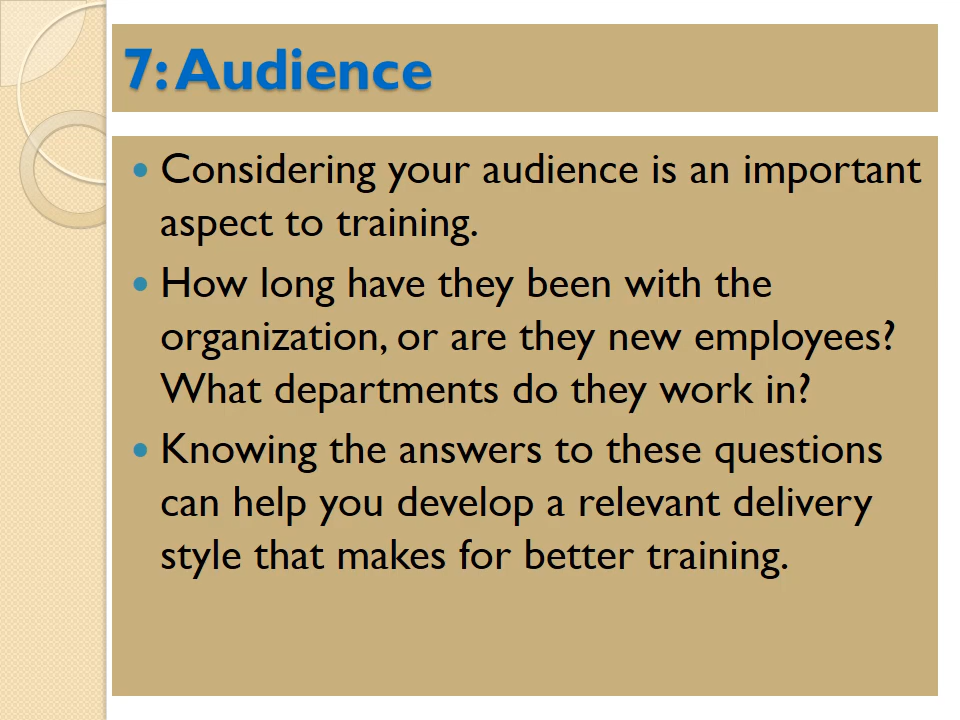 7: Audience
• Considering your audience is an important
aspect to training.
• How long have they been with the
organization, or are they new employees?
What departments do they work in?
• Knowing the answers to these questions
can help you develop a relevant delivery
style that makes for better training.